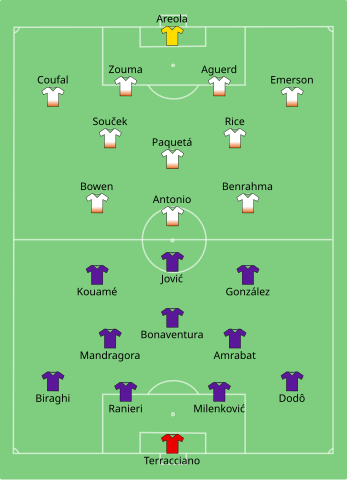 Areola
Zouma Aguerd
Coufal Emerson
Souček Rice
Paquetá
Bowen Benrahma
Antonio
Jović
Kouamé González
Bonaventura
Mandragora Amrabat
Biraghi Dodô
Ranieri Milenković
Terracciano